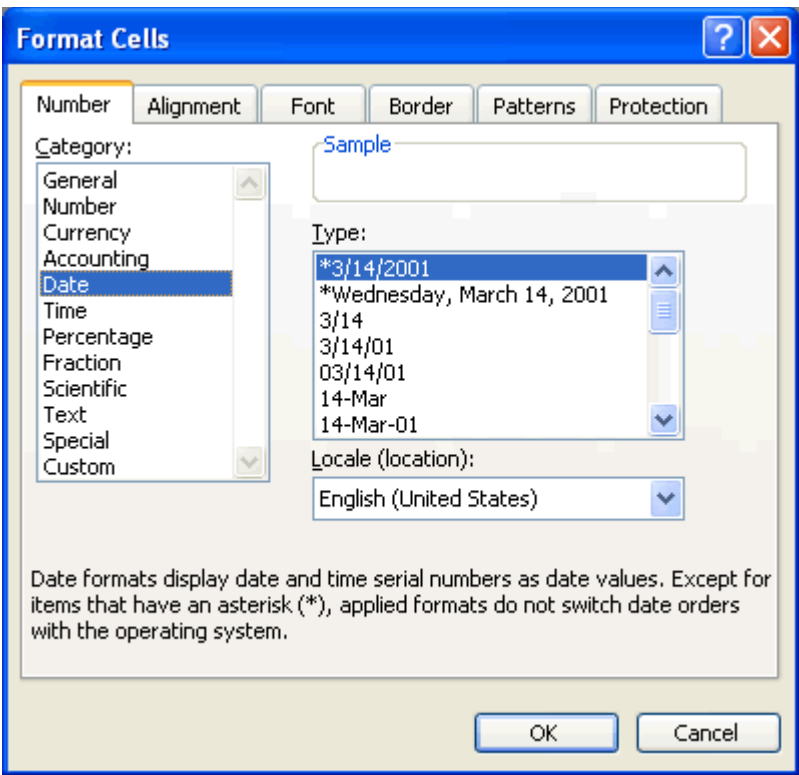 Format Cells
Number
Alignment
Font
Border
Patterns
Protection
Category:
General
Number
Currency
Accounting
Date
Time
Percentage
Fraction
Scientific
Text
Special
Custom
Sample
Type:
*3/14/2001
*Wednesday, March 14, 2001
3/14
3/14/01
03/14/01
14-Mar
14-Mar-01
Locale (location):
English (United States)
Date formats display date and time serial numbers as date values. Except for
items that have an asterisk (*), applied formats do not switch date orders
with the operating system.
OK
Cancel